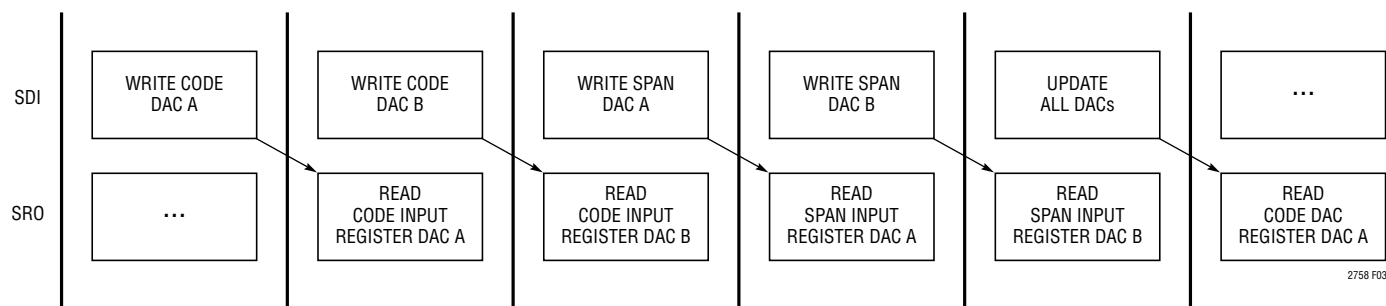 SDI
WRITE CODE
DAC A
WRITE CODE
DAC B
WRITE SPAN
DAC A
WRITE SPAN
DAC B
UPDATE
ALL DACs
...
SRO
...
READ
CODE INPUT
REGISTER DAC A
READ
CODE INPUT
REGISTER DAC B
READ
SPAN INPUT
REGISTER DAC A
READ
SPAN INPUT
REGISTER DAC B
READ
CODE DAC
REGISTER DAC A
2758 F03